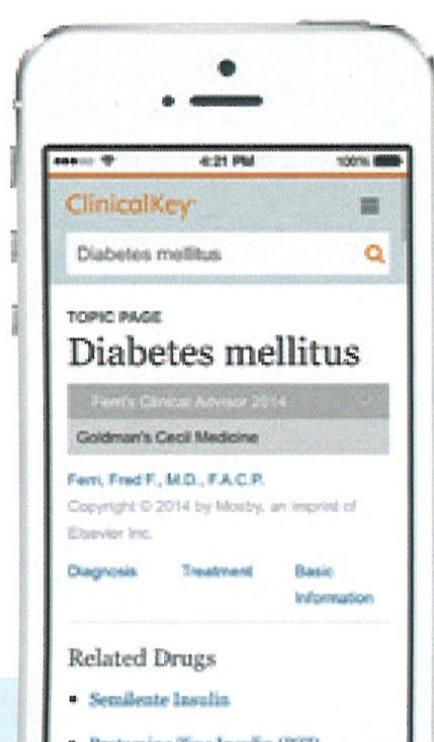 4:21 PM 100%
ClinicalKey
Diabetes mellitus
TOPIC PAGE
Diabetes mellitus
Ferri's Clinical Advisor 2014
Goldman's Cecil Medicine
Ferri, Fred F., M.D., F.A.C.P.
Copyright © 2014 by Mosby, an imprint of
Elsevier Inc.
Diagnosis Treatment Basic
Information
Related Drugs
• Semilente Insulin